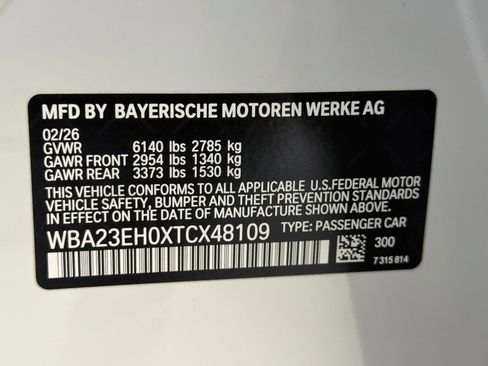 MFD BY BAYERISCHE MOTOREN WERKE AG
02/26
GVWR 6140 lbs 2785 kg
GAWR FRONT 2954 lbs 1340 kg
GAWR REAR 3373 lbs 1530 kg
THIS VEHICLE CONFORMS TO ALL APPLICABLE U.S.FEDERAL MOTOR
VEHICLE SAFETY, BUMPER AND THEFT PREVENTION STANDARDS
IN EFFECT ON THE DATE OF MANUFACTURE SHOWN ABOVE.
WBA23EH0XTCX48109 TYPE: PASSENGER CAR
300
7 315 814